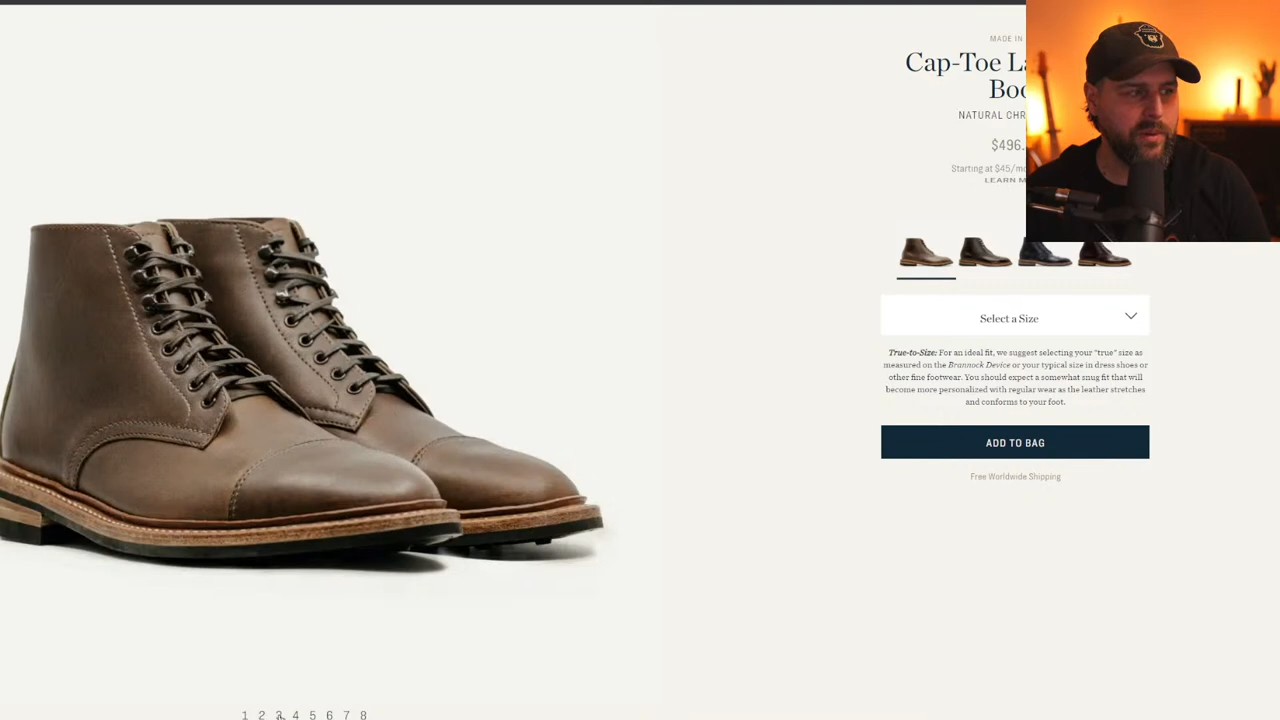 MADE IN
Cap-Toe
NATURAL
$496.
Starting at $45/mo
LEARN
Select a Size
True-to-Size: For an ideal fit, we suggest selecting your "true" size as
measured on the Brannock Device or your typical size in dress shoes or
other fine footwear. You should expect a somewhat snug fit that will
become more personalized with regular wear as the leather stretches
and conforms to your foot.
ADD TO BAG
Free Worldwide Shipping
1 2 3 4 5 6 7 8